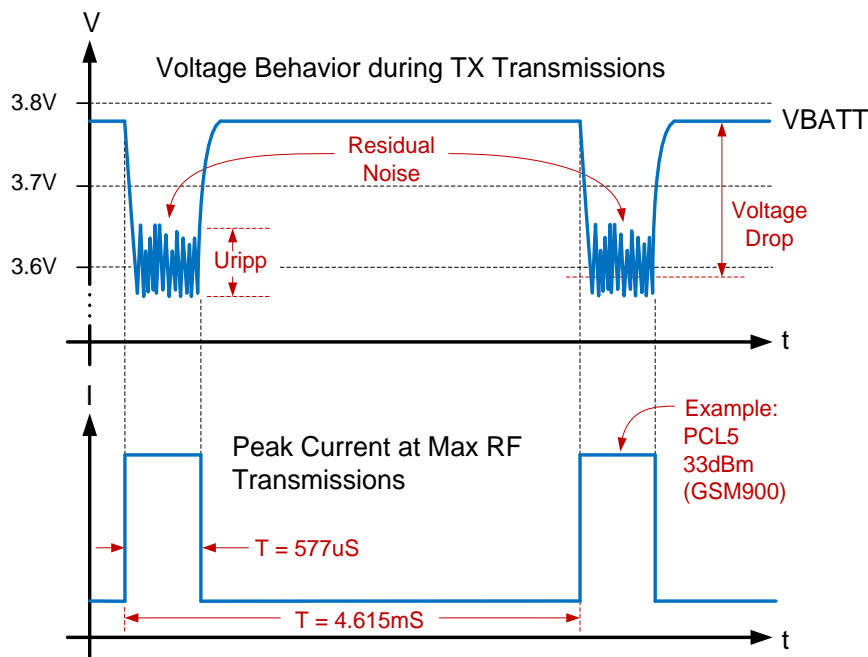 V
Voltage Behavior during TX Transmissions
3.8V
VBATT
Residual
Noise
3.7V
Voltage
Drop
Uripp
3.6V
t
Example:
PCL5
33dBm
(GSM900)
Peak Current at Max RF
Transmissions
T = 577uS
T = 4.615mS
t